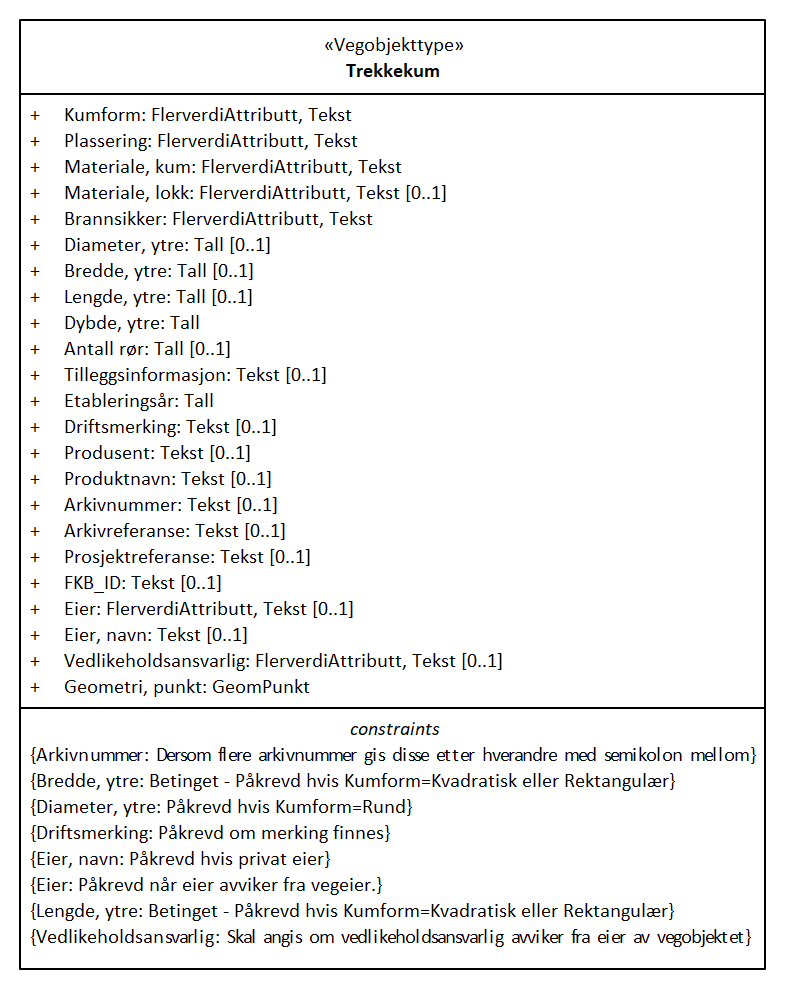 «Vegobjekttype»
Trekkekum
+ Kumform: FlerverdiAttributt, Tekst
+ Plassering: FlerverdiAttributt, Tekst
+ Materiale, kum: FlerverdiAttributt, Tekst
+ Materiale, lokk: FlerverdiAttributt, Tekst [0..1]
+ Brannsikker: FlerverdiAttributt, Tekst
+ Diameter, ytre: Tall [0..1]
+ Bredde, ytre: Tall [0..1]
+ Lengde, ytre: Tall [0..1]
+ Dybde, ytre: Tall
+ Antall rør: Tall [0..1]
+ Tilleggsinformasjon: Tekst [0..1]
+ Etableringsår: Tall
+ Driftsmerking: Tekst [0..1]
+ Produsent: Tekst [0..1]
+ Produktnavn: Tekst [0..1]
+ Arkivnummer: Tekst [0..1]
+ Arkivreferanse: Tekst [0..1]
+ Prosjektreferanse: Tekst [0..1]
+ FKB_ID: Tekst [0..1]
+ Eier: FlerverdiAttributt, Tekst [0..1]
+ Eier, navn: Tekst [0..1]
+ Vedlikeholdsansvarlig: FlerverdiAttributt, Tekst [0..1]
+ Geometri, punkt: GeomPunkt
constraints
{Arkivnummer: Dersom flere arkivnummer gis disse etter hverandre med semikolon mellom}
{Bredde, ytre: Betinget - Påkrevd hvis Kumform=Kvadratisk eller Rektangulær}
{Diameter, ytre: Påkrevd hvis Kumform=Rund}
{Driftsmerking: Påkrevd om merking finnes}
{Eier, navn: Påkrevd hvis privat eier}
{Eier: Påkrevd når eier avviker fra vegeier.}
{Lengde, ytre: Betinget - Påkrevd hvis Kumform=Kvadratisk eller Rektangulær}
{Vedlikeholdsansvarlig: Skal angis om vedlikeholdsansvarlig avviker fra eier av vegobjektet}